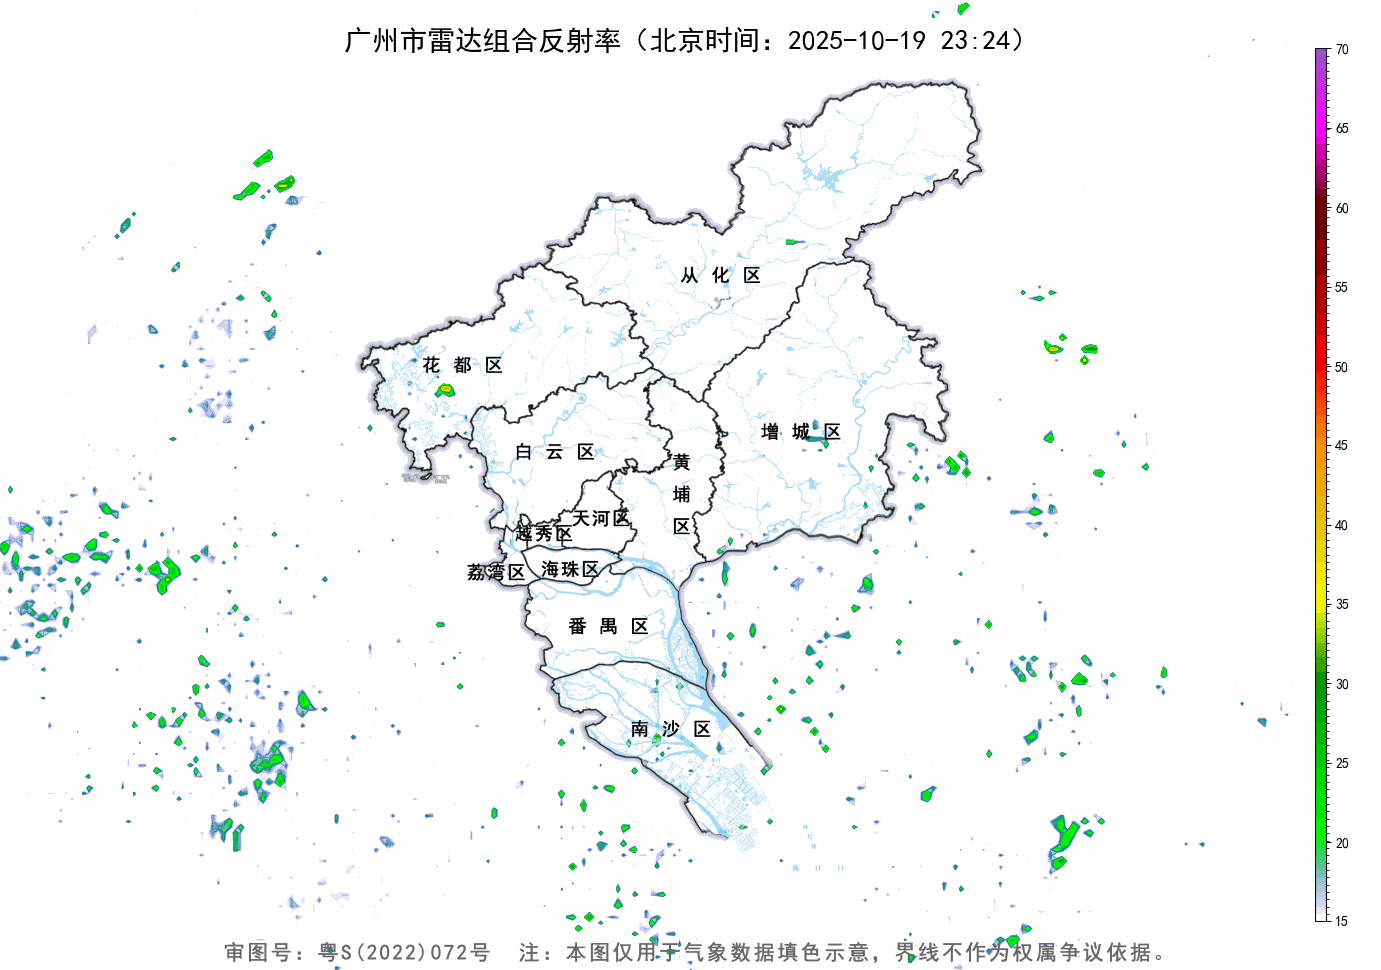 广州市雷达组合反射率（北京时间：2025-10-19 23:24）
70
65
60
55
50
45
40
35
30
25
20
15
从化区
花都区
增城区
白云区
黄埔区
天河区
越秀区
荔湾区
海珠区
番禺区
南沙区
审图号：粤S(2022)072号 注：本图仅用于气象数据填色示意，界线不作为权属争议依据。